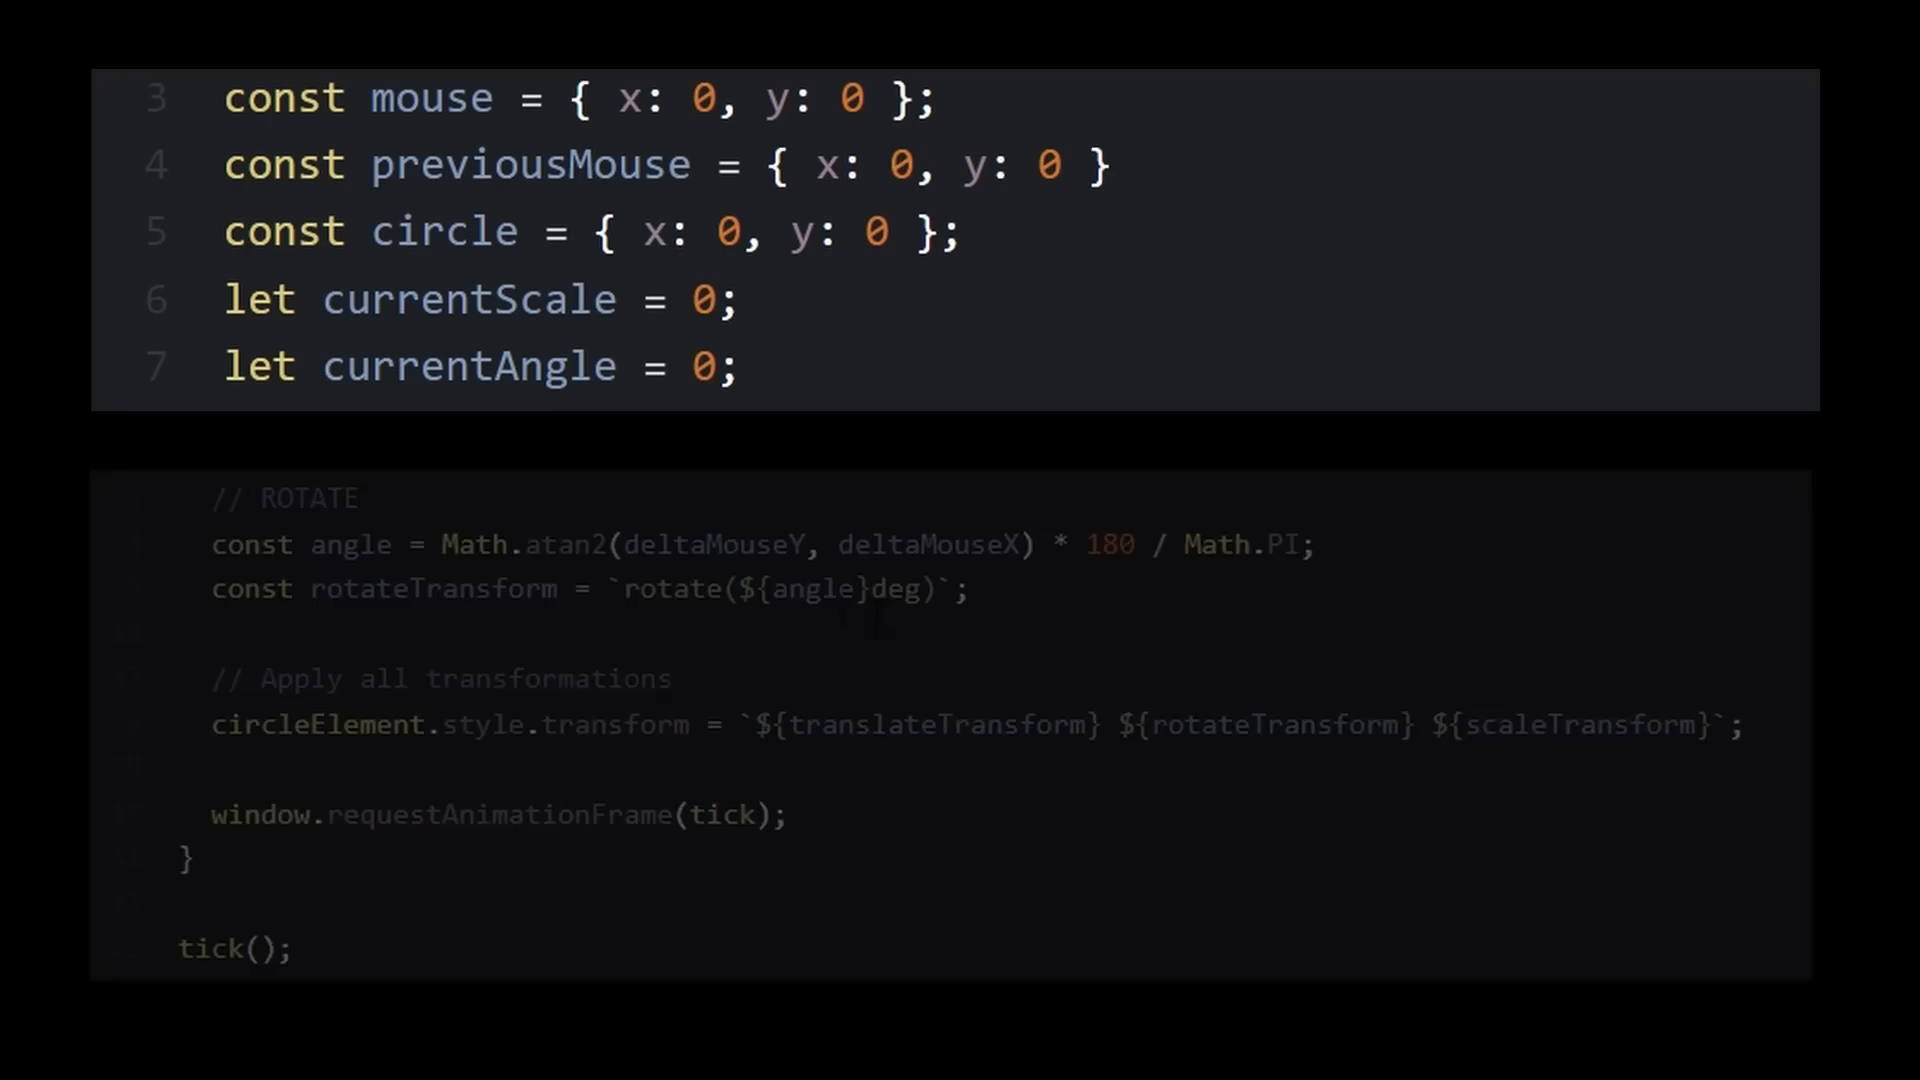 3 const mouse = { x: 0, y: 0 };
4 const previousMouse = { x: 0, y: 0 }
5 const circle = { x: 0, y: 0 };
6 let currentScale = 0;
7 let currentAngle = 0;
// ROTATE
const angle = Math.atan2(deltaMouseY, deltaMouseX) * 180 / Math.PI;
const rotateTransform = `rotate(${angle}deg)`;
// Apply all transformations
circleElement.style.transform = `${translateTransform} ${rotateTransform} ${scaleTransform}`;
window.requestAnimationFrame(tick);
}
tick();